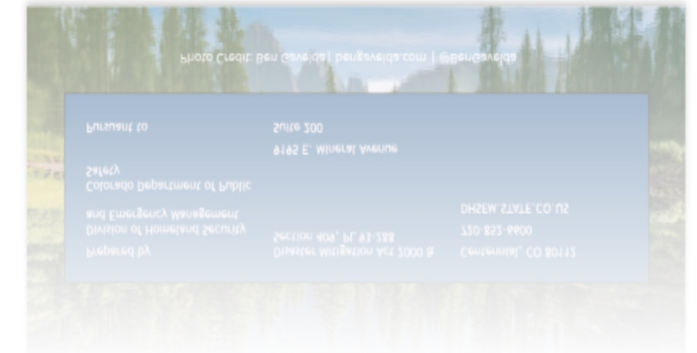 Prepared by
Division of Homeland Security
and Emergency Management
Colorado Department of Public
Safety
Pursuant to
Disaster Mitigation Act 2000 &
Section 409, PL 93-288
9195 E. Mineral Avenue
Suite 200
Centennial, CO 80112
720-852-6600
DHSEM.STATE.CO.US
Photo Credit: Ben Gavelda| bengavelda.com | @BenGavelda